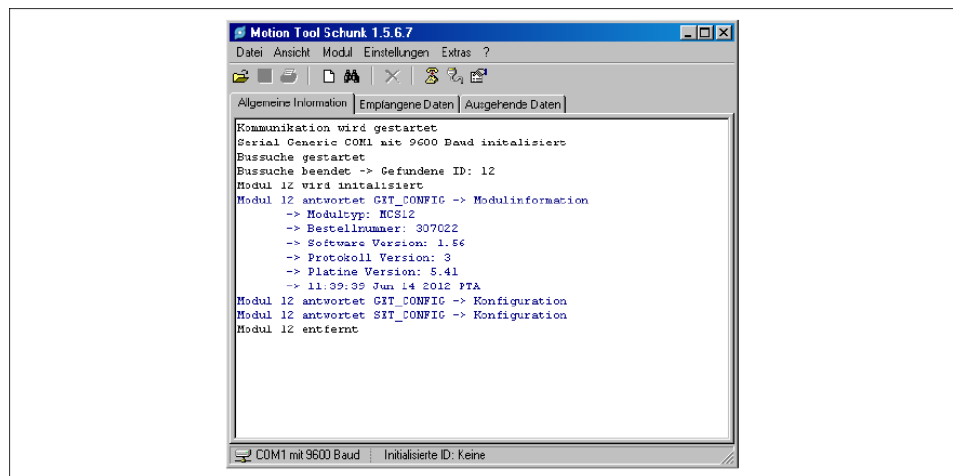 Motion Tool Schunk 1.5.6.7
Datei Ansicht Modul Einstellungen Extras ?
Allgemeine Information Empfangene Daten Ausgehende Daten
Kommunikation wird gestartet
Serial Generic COM1 mit 9600 Baud initalisiert
Bussuche gestartet
Bussuche beendet -> Gefundene ID: 12
Modul 12 wird initalisiert
Modul 12 antwortet GET_CONFIG -> Modulinformation
-> Modultyp: MCS12
-> Bestellnummer: 307022
-> Software Version: 1.56
-> Protokoll Version: 3
-> Platine Version: 5.41
-> 11:39:39 Jun 14 2012 PTA
Modul 12 antwortet GET_CONFIG -> Konfiguration
Modul 12 antwortet SET_CONFIG -> Konfiguration
Modul 12 entfernt
COM1 mit 9600 Baud Initialisierte ID: Keine